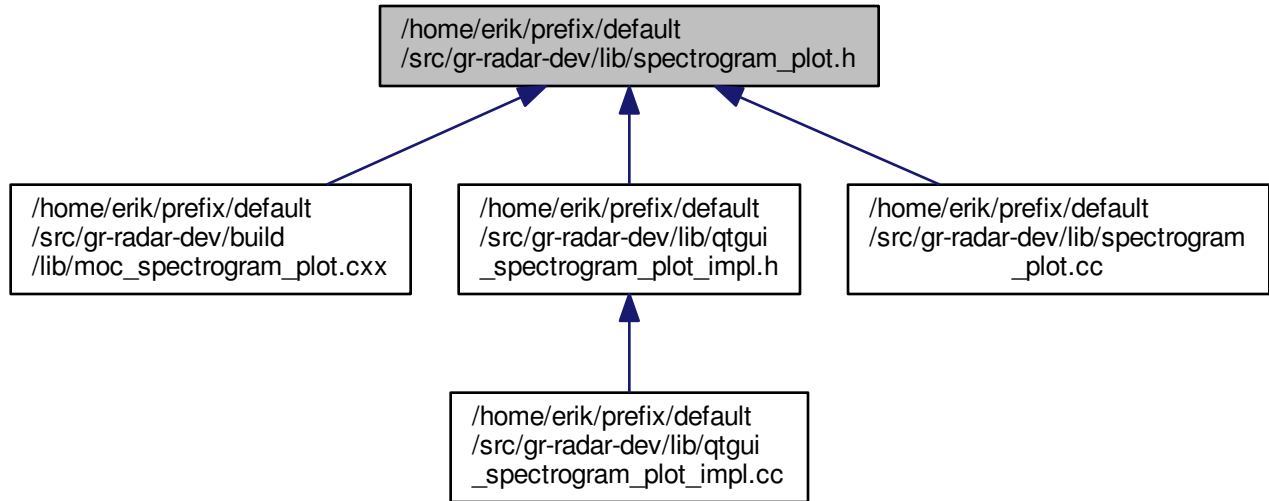 /home/erik/prefix/default
/src/gr-radar-dev/lib/spectrogram_plot.h
/home/erik/prefix/default
/src/gr-radar-dev/build
/lib/moc_spectrogram_plot.cxx
/home/erik/prefix/default
/src/gr-radar-dev/lib/qtgui
_spectrogram_plot_impl.h
/home/erik/prefix/default
/src/gr-radar-dev/lib/spectrogram
_plot.cc
/home/erik/prefix/default
/src/gr-radar-dev/lib/qtgui
_spectrogram_plot_impl.cc